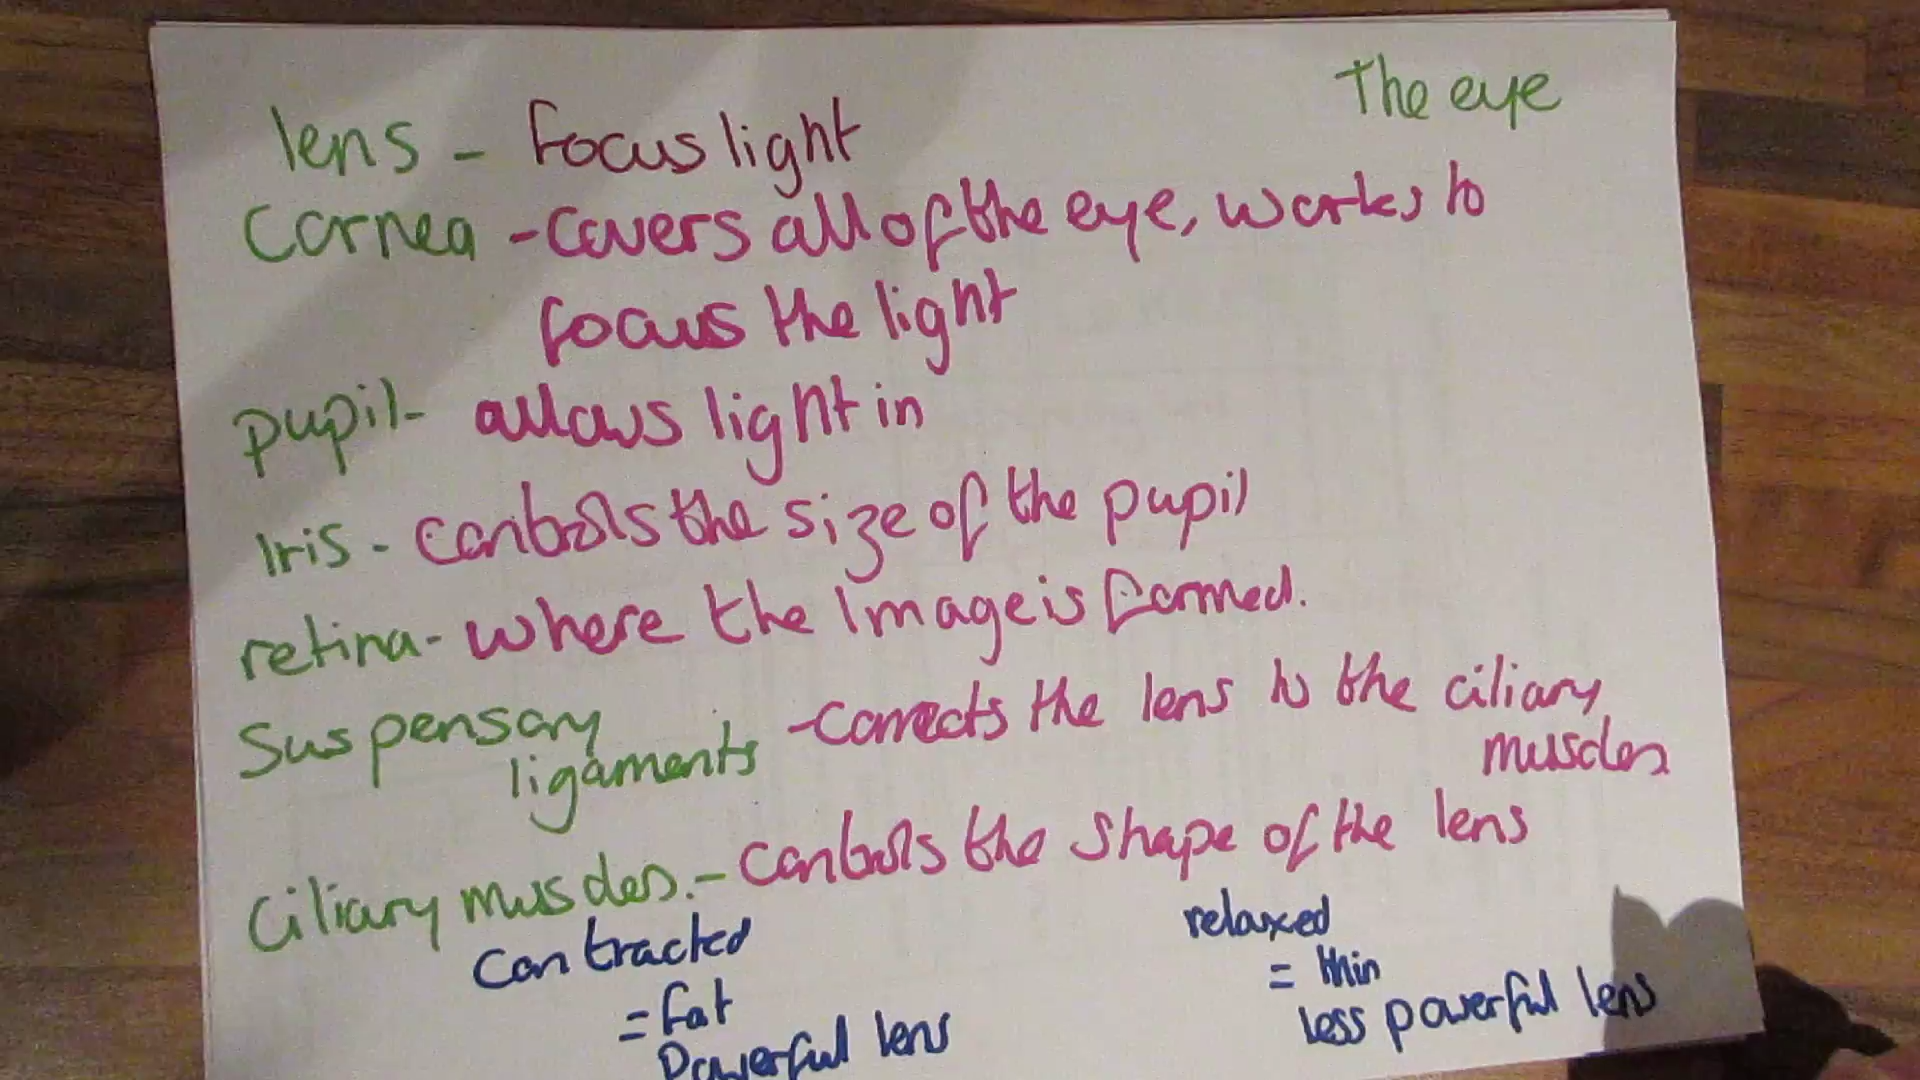 The eye
lens - focus light
Cornea - covers all of the eye, works to
focus the light
pupil - allows light in
Iris - controls the size of the pupil
retina - where the Image is formed.
Suspensory
ligaments - connects the lens to the ciliary
muscles
Ciliary muscles. - controls the shape of the lens
contracted
= fat
Powerful lens
relaxed
= thin
less powerful lens